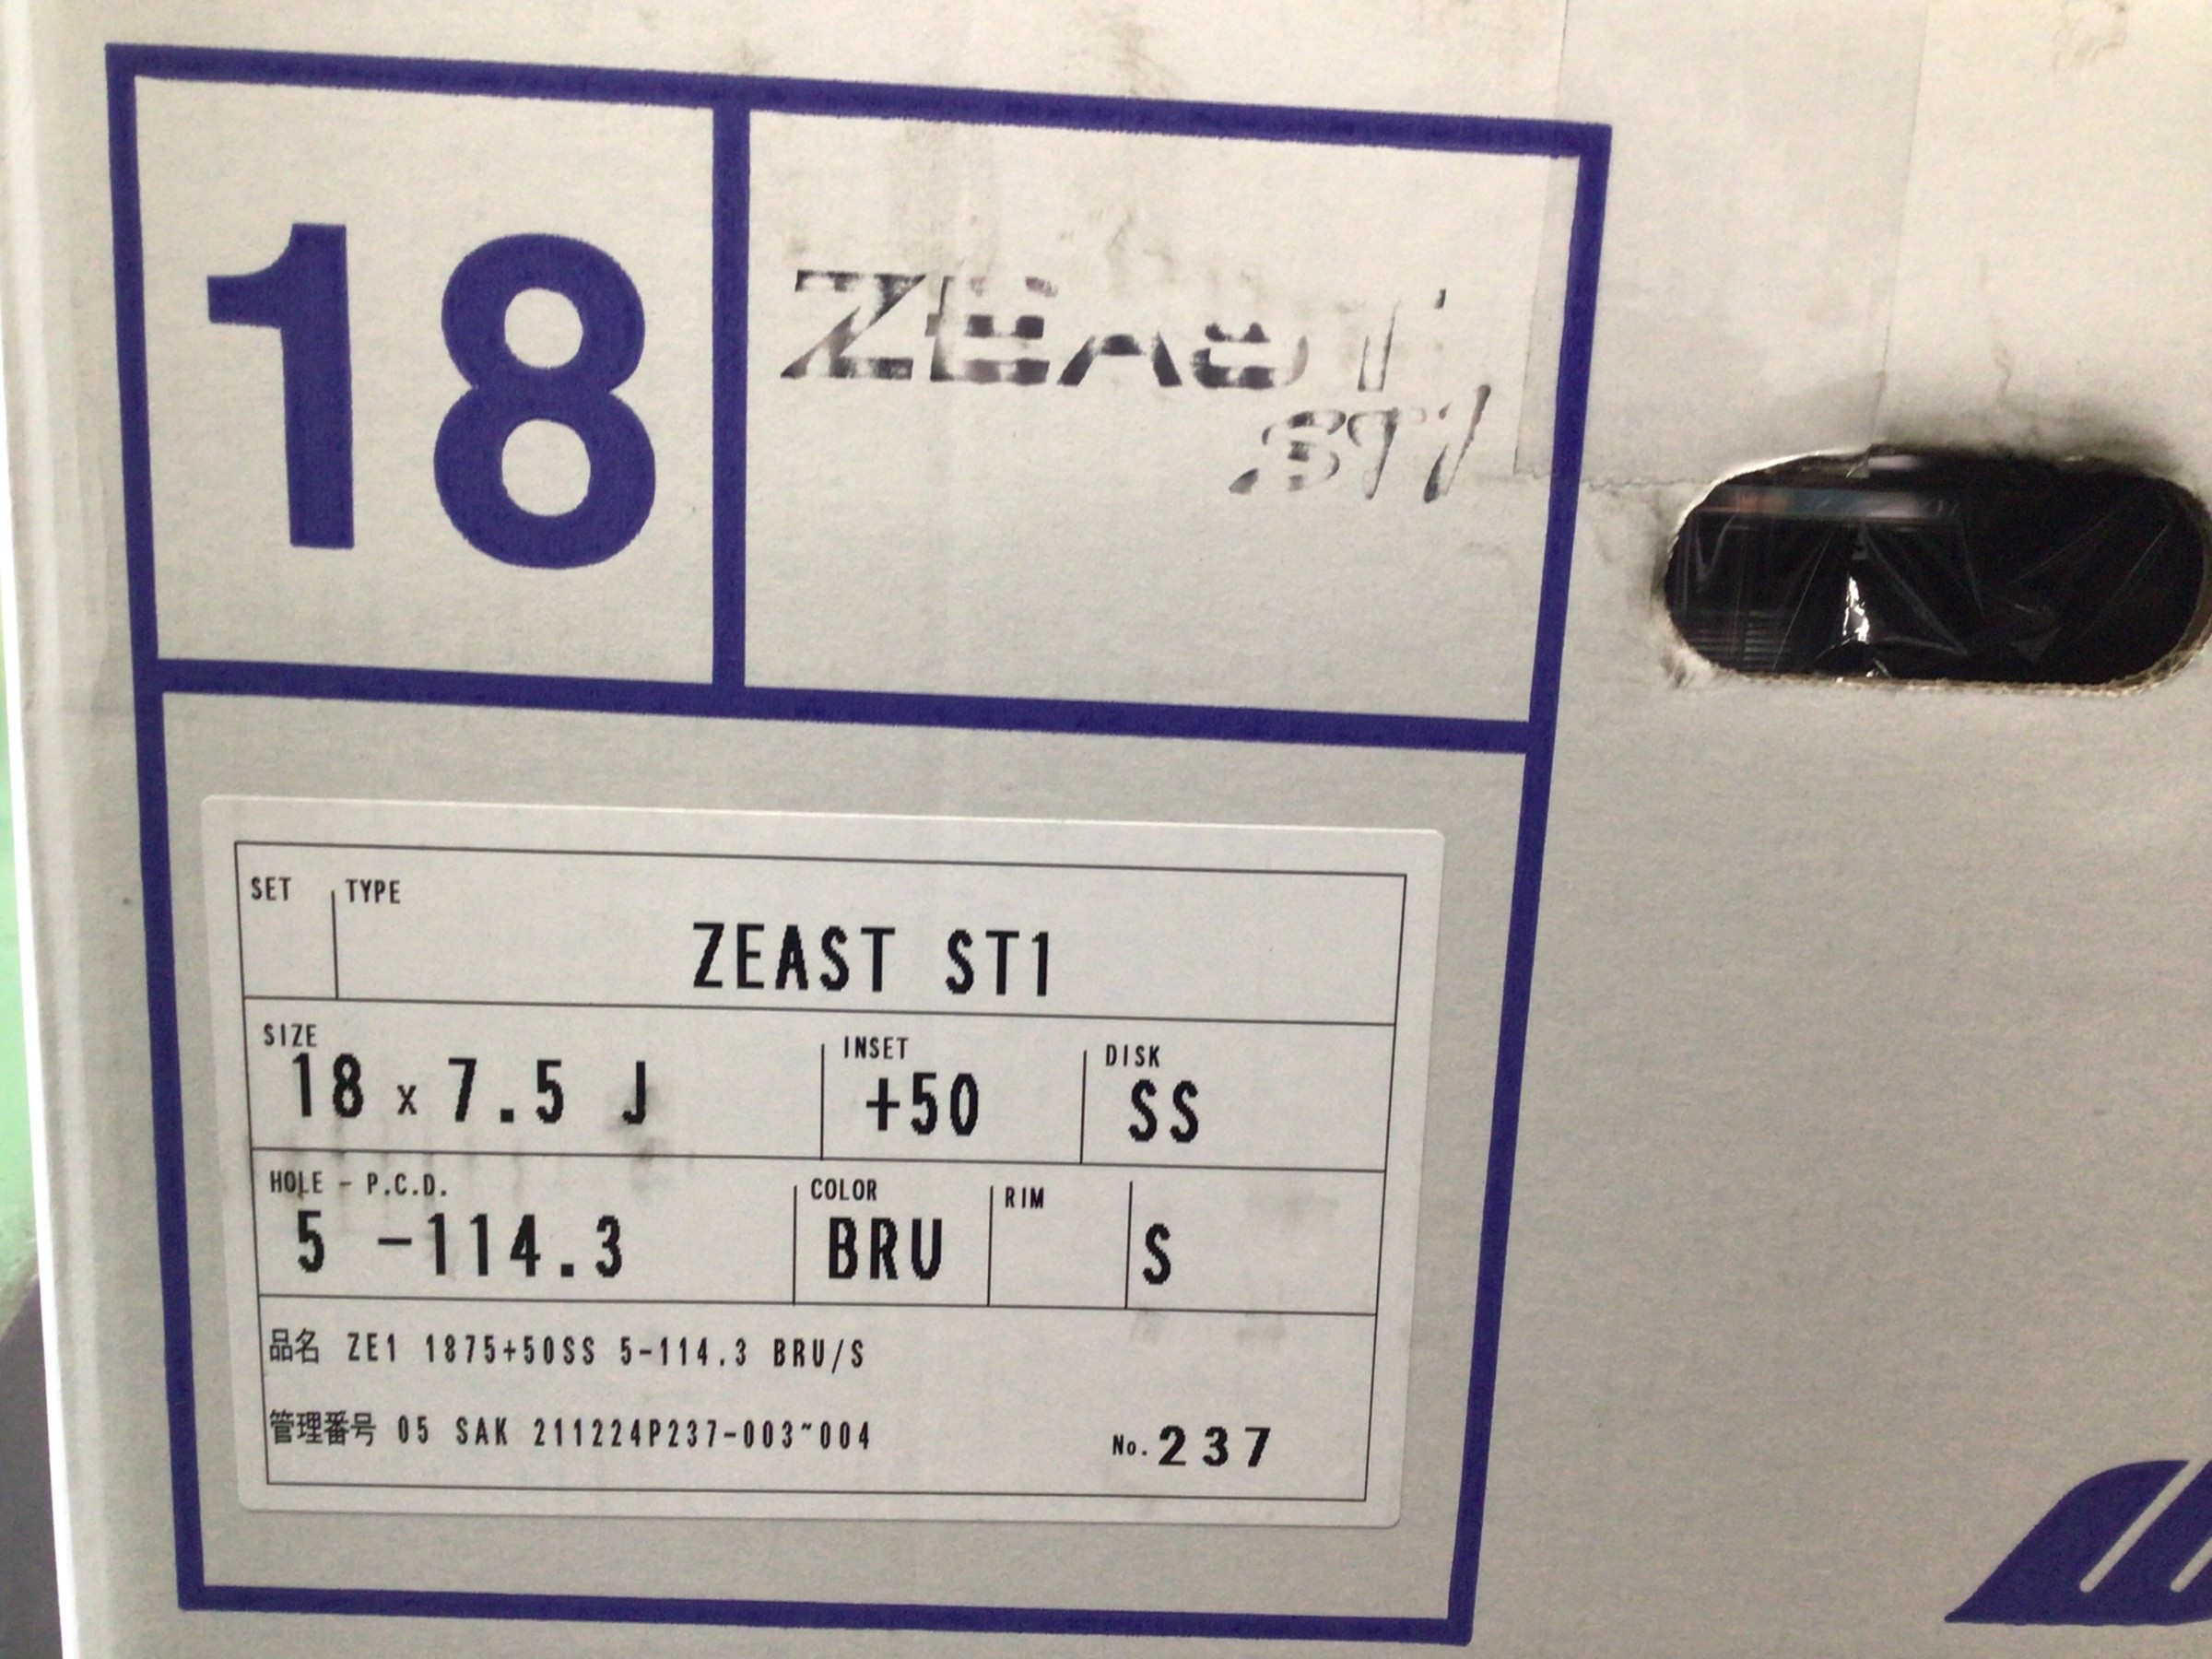 18
ZEAST
ST1
SET TYPE
ZEAST ST1
SIZE INSET DISK
18 x 7.5 J +50 SS
HOLE - P.C.D. COLOR RIM
5 -114.3 BRU S
品名 ZE1 1875+50SS 5-114.3 BRU/S
管理番号 05 SAK 211224P237-003~004 No.237